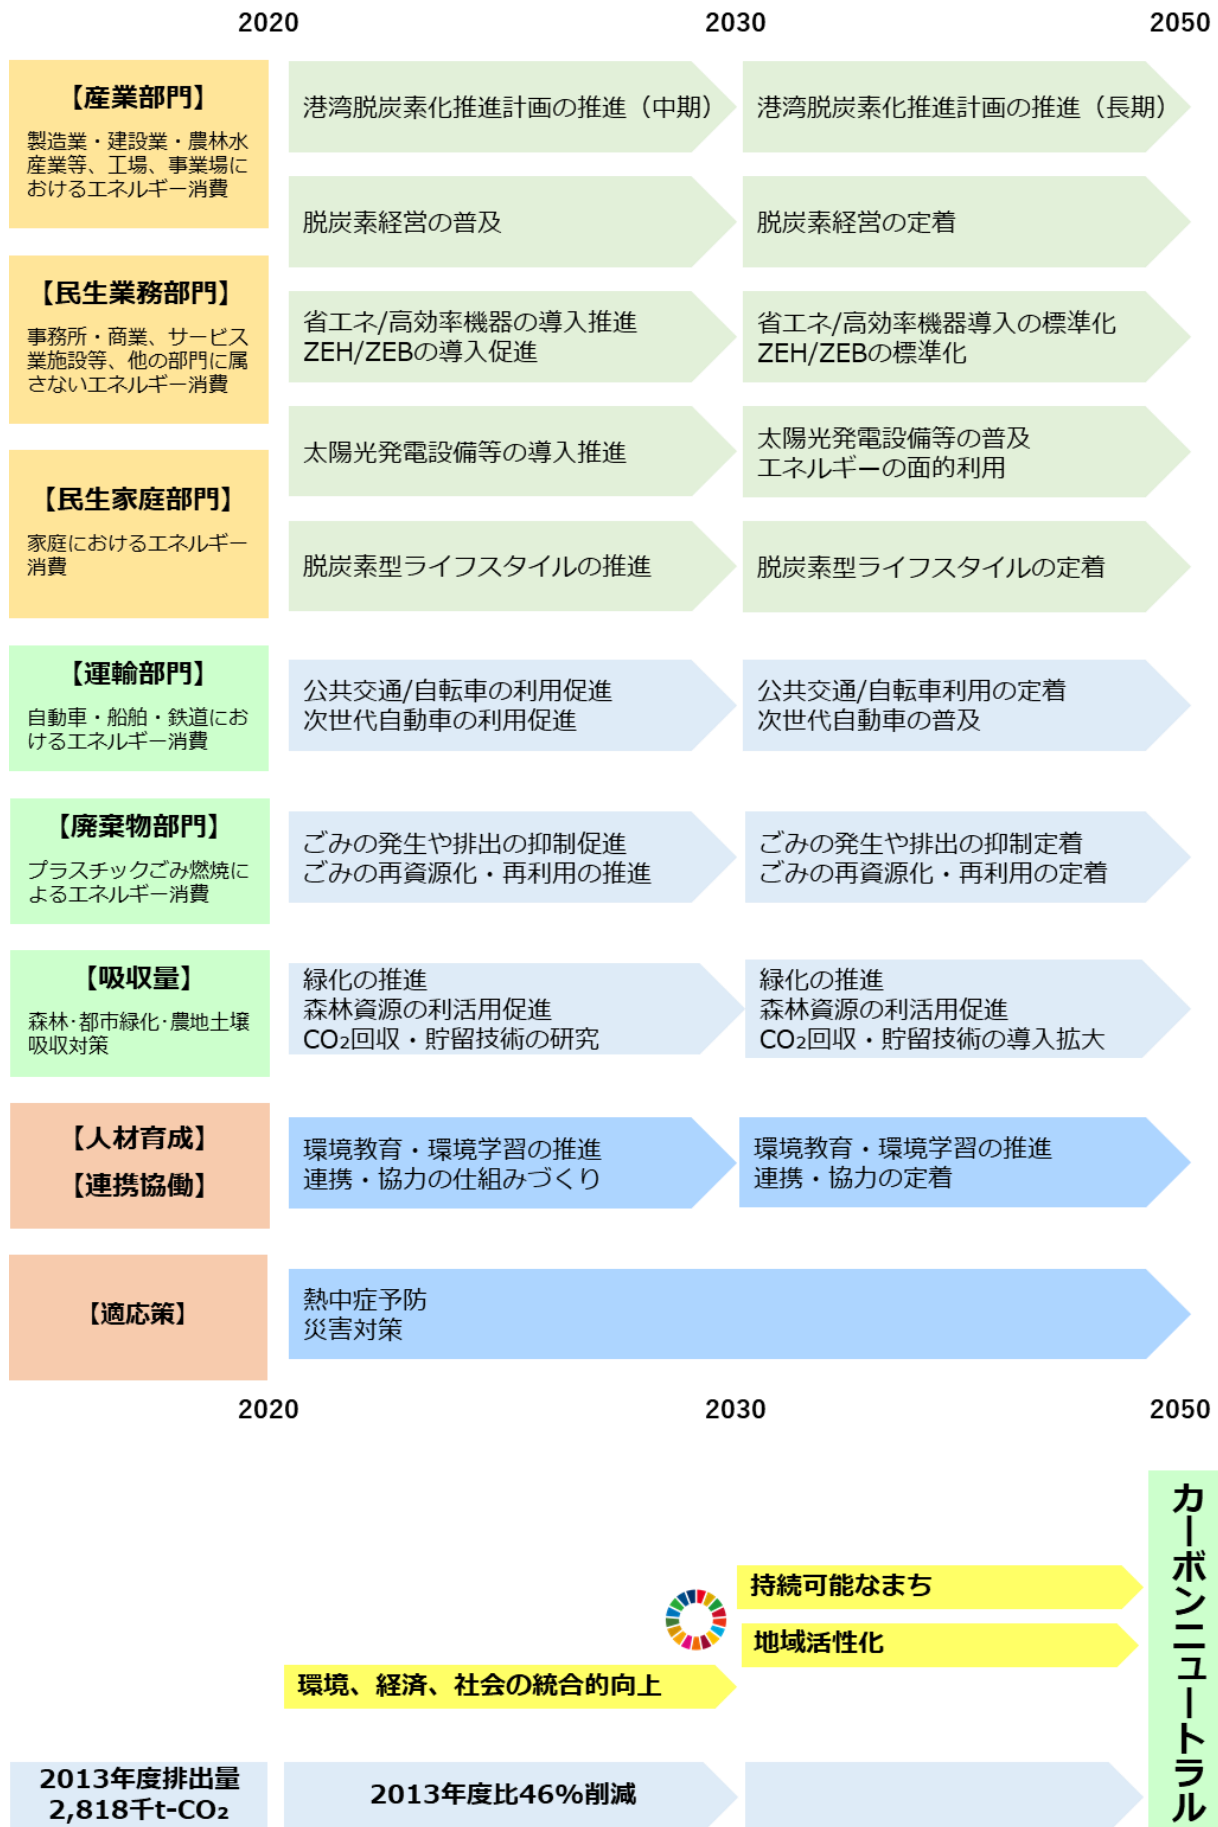 2020
2030
2050
【産業部門】
製造業・建設業・農林水
産業等、工場、事業場に
おけるエネルギー消費
港湾脱炭素化推進計画の推進（中期）
港湾脱炭素化推進計画の推進（長期）
脱炭素経営の普及
脱炭素経営の定着
【民生業務部門】
事務所・商業、サービス
業施設等、他の部門に属
さないエネルギー消費
省エネ/高効率機器の導入推進
ZEH/ZEBの導入促進
省エネ/高効率機器導入の標準化
ZEH/ZEBの標準化
太陽光発電設備等の導入推進
太陽光発電設備等の普及
エネルギーの面的利用
【民生家庭部門】
家庭におけるエネルギー
消費
脱炭素型ライフスタイルの推進
脱炭素型ライフスタイルの定着
【運輸部門】
自動車・船舶・鉄道にお
けるエネルギー消費
公共交通/自転車の利用促進
次世代自動車の利用促進
公共交通/自転車利用の定着
次世代自動車の普及
【廃棄物部門】
プラスチックごみ燃焼に
よるエネルギー消費
ごみの発生や排出の抑制促進
ごみの再資源化・再利用の推進
ごみの発生や排出の抑制定着
ごみの再資源化・再利用の定着
【吸収量】
森林･都市緑化･農地土壌
吸収対策
緑化の推進
森林資源の利活用促進
CO₂回収・貯留技術の研究
緑化の推進
森林資源の利活用促進
CO₂回収・貯留技術の導入拡大
【人材育成】
【連携協働】
環境教育・環境学習の推進
連携・協力の仕組みづくり
環境教育・環境学習の推進
連携・協力の定着
【適応策】
熱中症予防
災害対策
2020
2030
2050
カーボンニュートラル
持続可能なまち
地域活性化
環境、経済、社会の統合的向上
2013年度排出量
2,818千t-CO₂
2013年度比46%削減